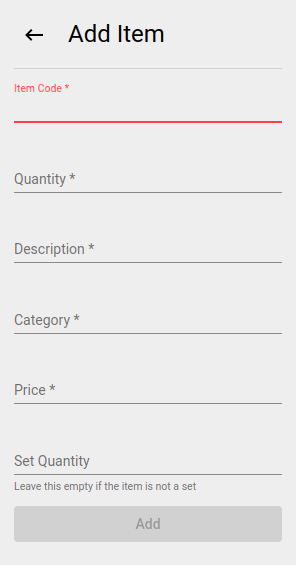 Add Item
Item Code *
Quantity *
Description *
Category *
Price *
Set Quantity
Leave this empty if the item is not a set
Add